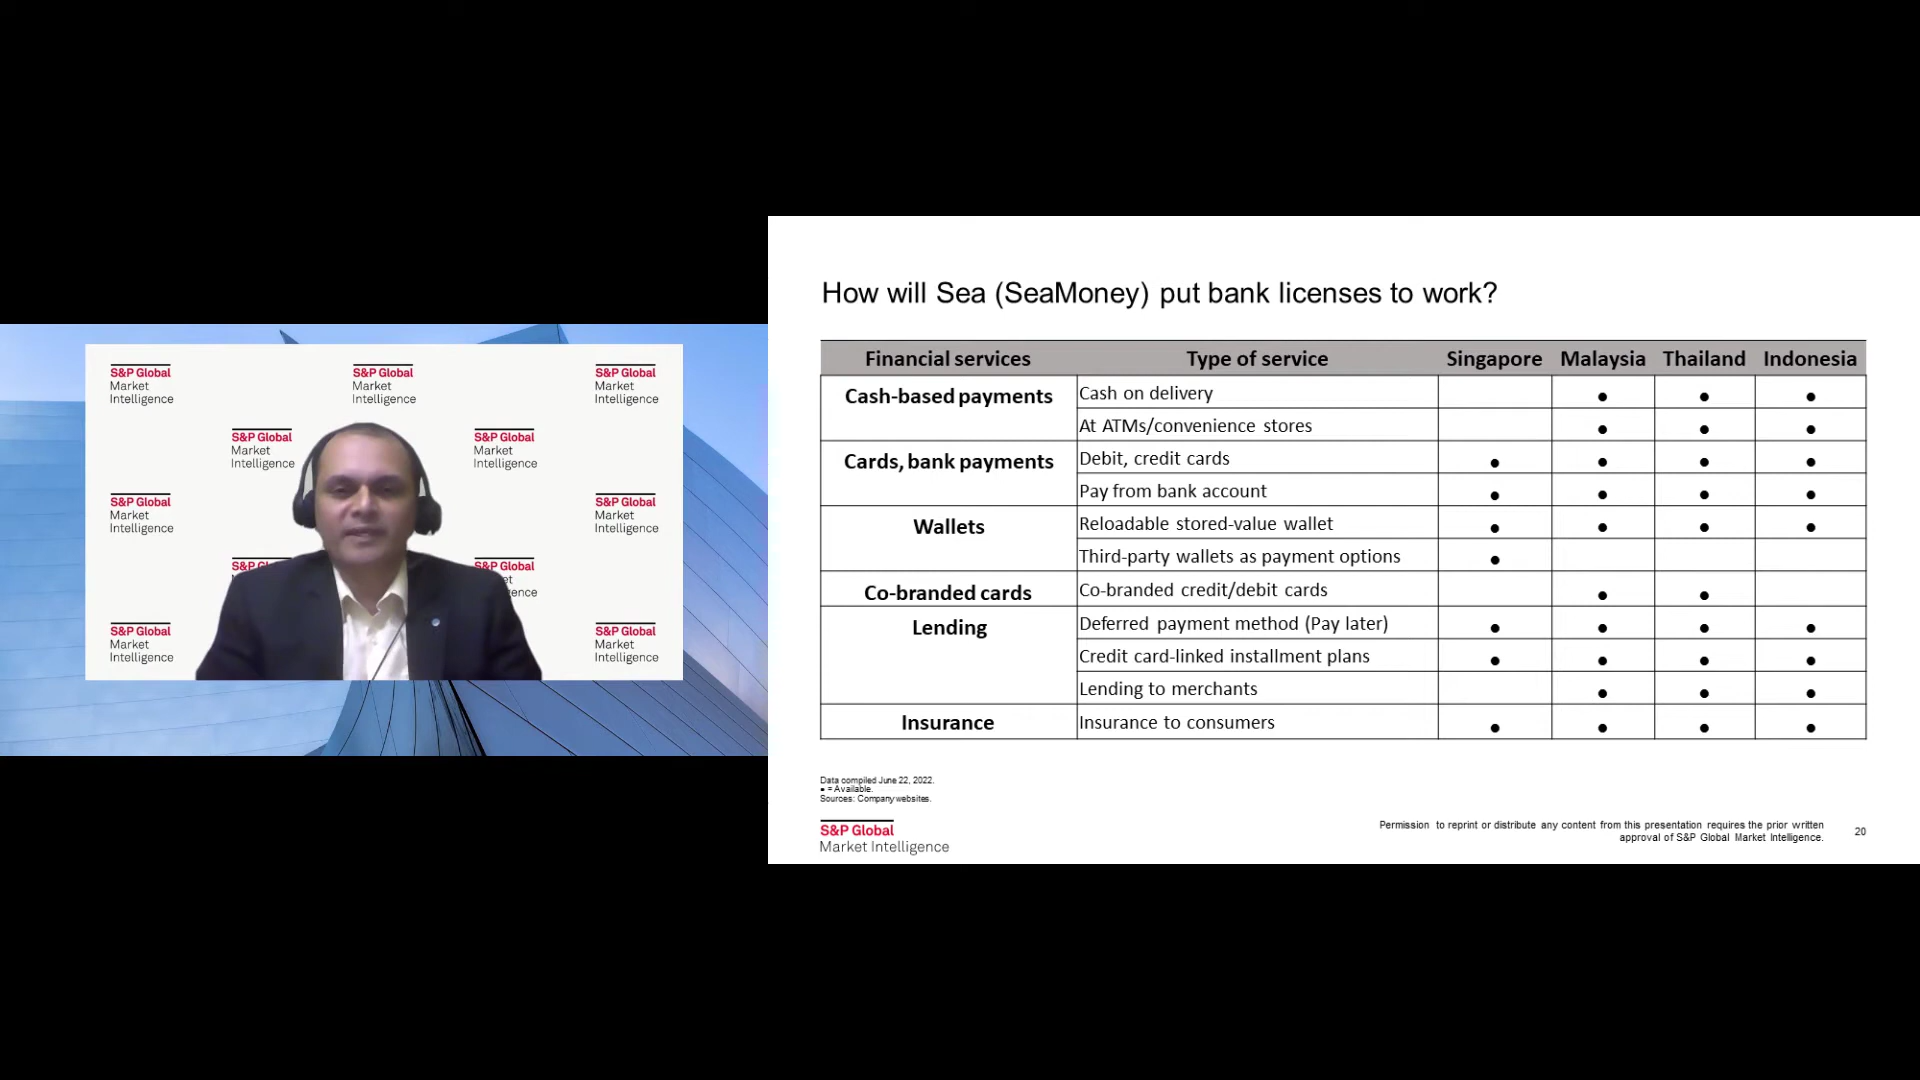 S&P Global
Market
Intelligence
S&P Global
Market
Intelligence
S&P Global
Market
Intelligence
S&P Global
Market
Intelligence
S&P Global
Market
Intelligence
S&P Global
Market
Intelligence
S&P Global
Market
Intelligence
S&P Global
S&P Global
Market
Intelligence
S&P Global
Market
Intelligence
How will Sea (SeaMoney) put bank licenses to work?
Financial services Type of service Singapore Malaysia Thailand Indonesia
Cash-based payments Cash on delivery ● ● ●
At ATMs/convenience stores ● ● ●
Cards, bank payments Debit, credit cards ● ● ● ●
Pay from bank account ● ● ● ●
Wallets Reloadable stored-value wallet ● ● ● ●
Third-party wallets as payment options ●
Co-branded cards Co-branded credit/debit cards ● ●
Lending Deferred payment method (Pay later) ● ● ● ●
Credit card-linked installment plans ● ● ● ●
Lending to merchants ● ● ●
Insurance Insurance to consumers ● ● ● ●
Data compiled June 22, 2022.
● = Available.
Sources: Company websites.
S&P Global
Market Intelligence
Permission to reprint or distribute any content from this presentation requires the prior written
approval of S&P Global Market Intelligence.
20